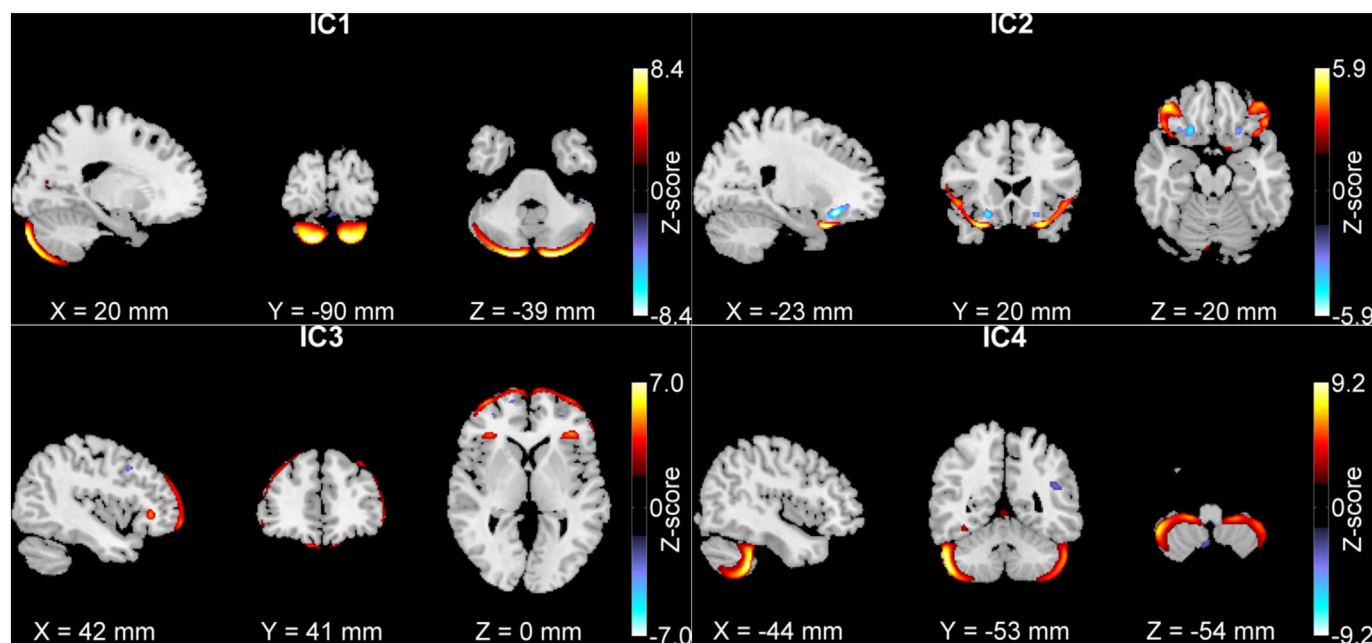 IC1
8.4
0
-8.4
Z-score
X = 20 mm
Y = -90 mm
Z = -39 mm
IC2
5.9
0
-5.9
Z-score
X = -23 mm
Y = 20 mm
Z = -20 mm
IC3
7.0
0
-7.0
Z-score
X = 42 mm
Y = 41 mm
Z = 0 mm
IC4
9.2
0
-9.2
Z-score
X = -44 mm
Y = -53 mm
Z = -54 mm